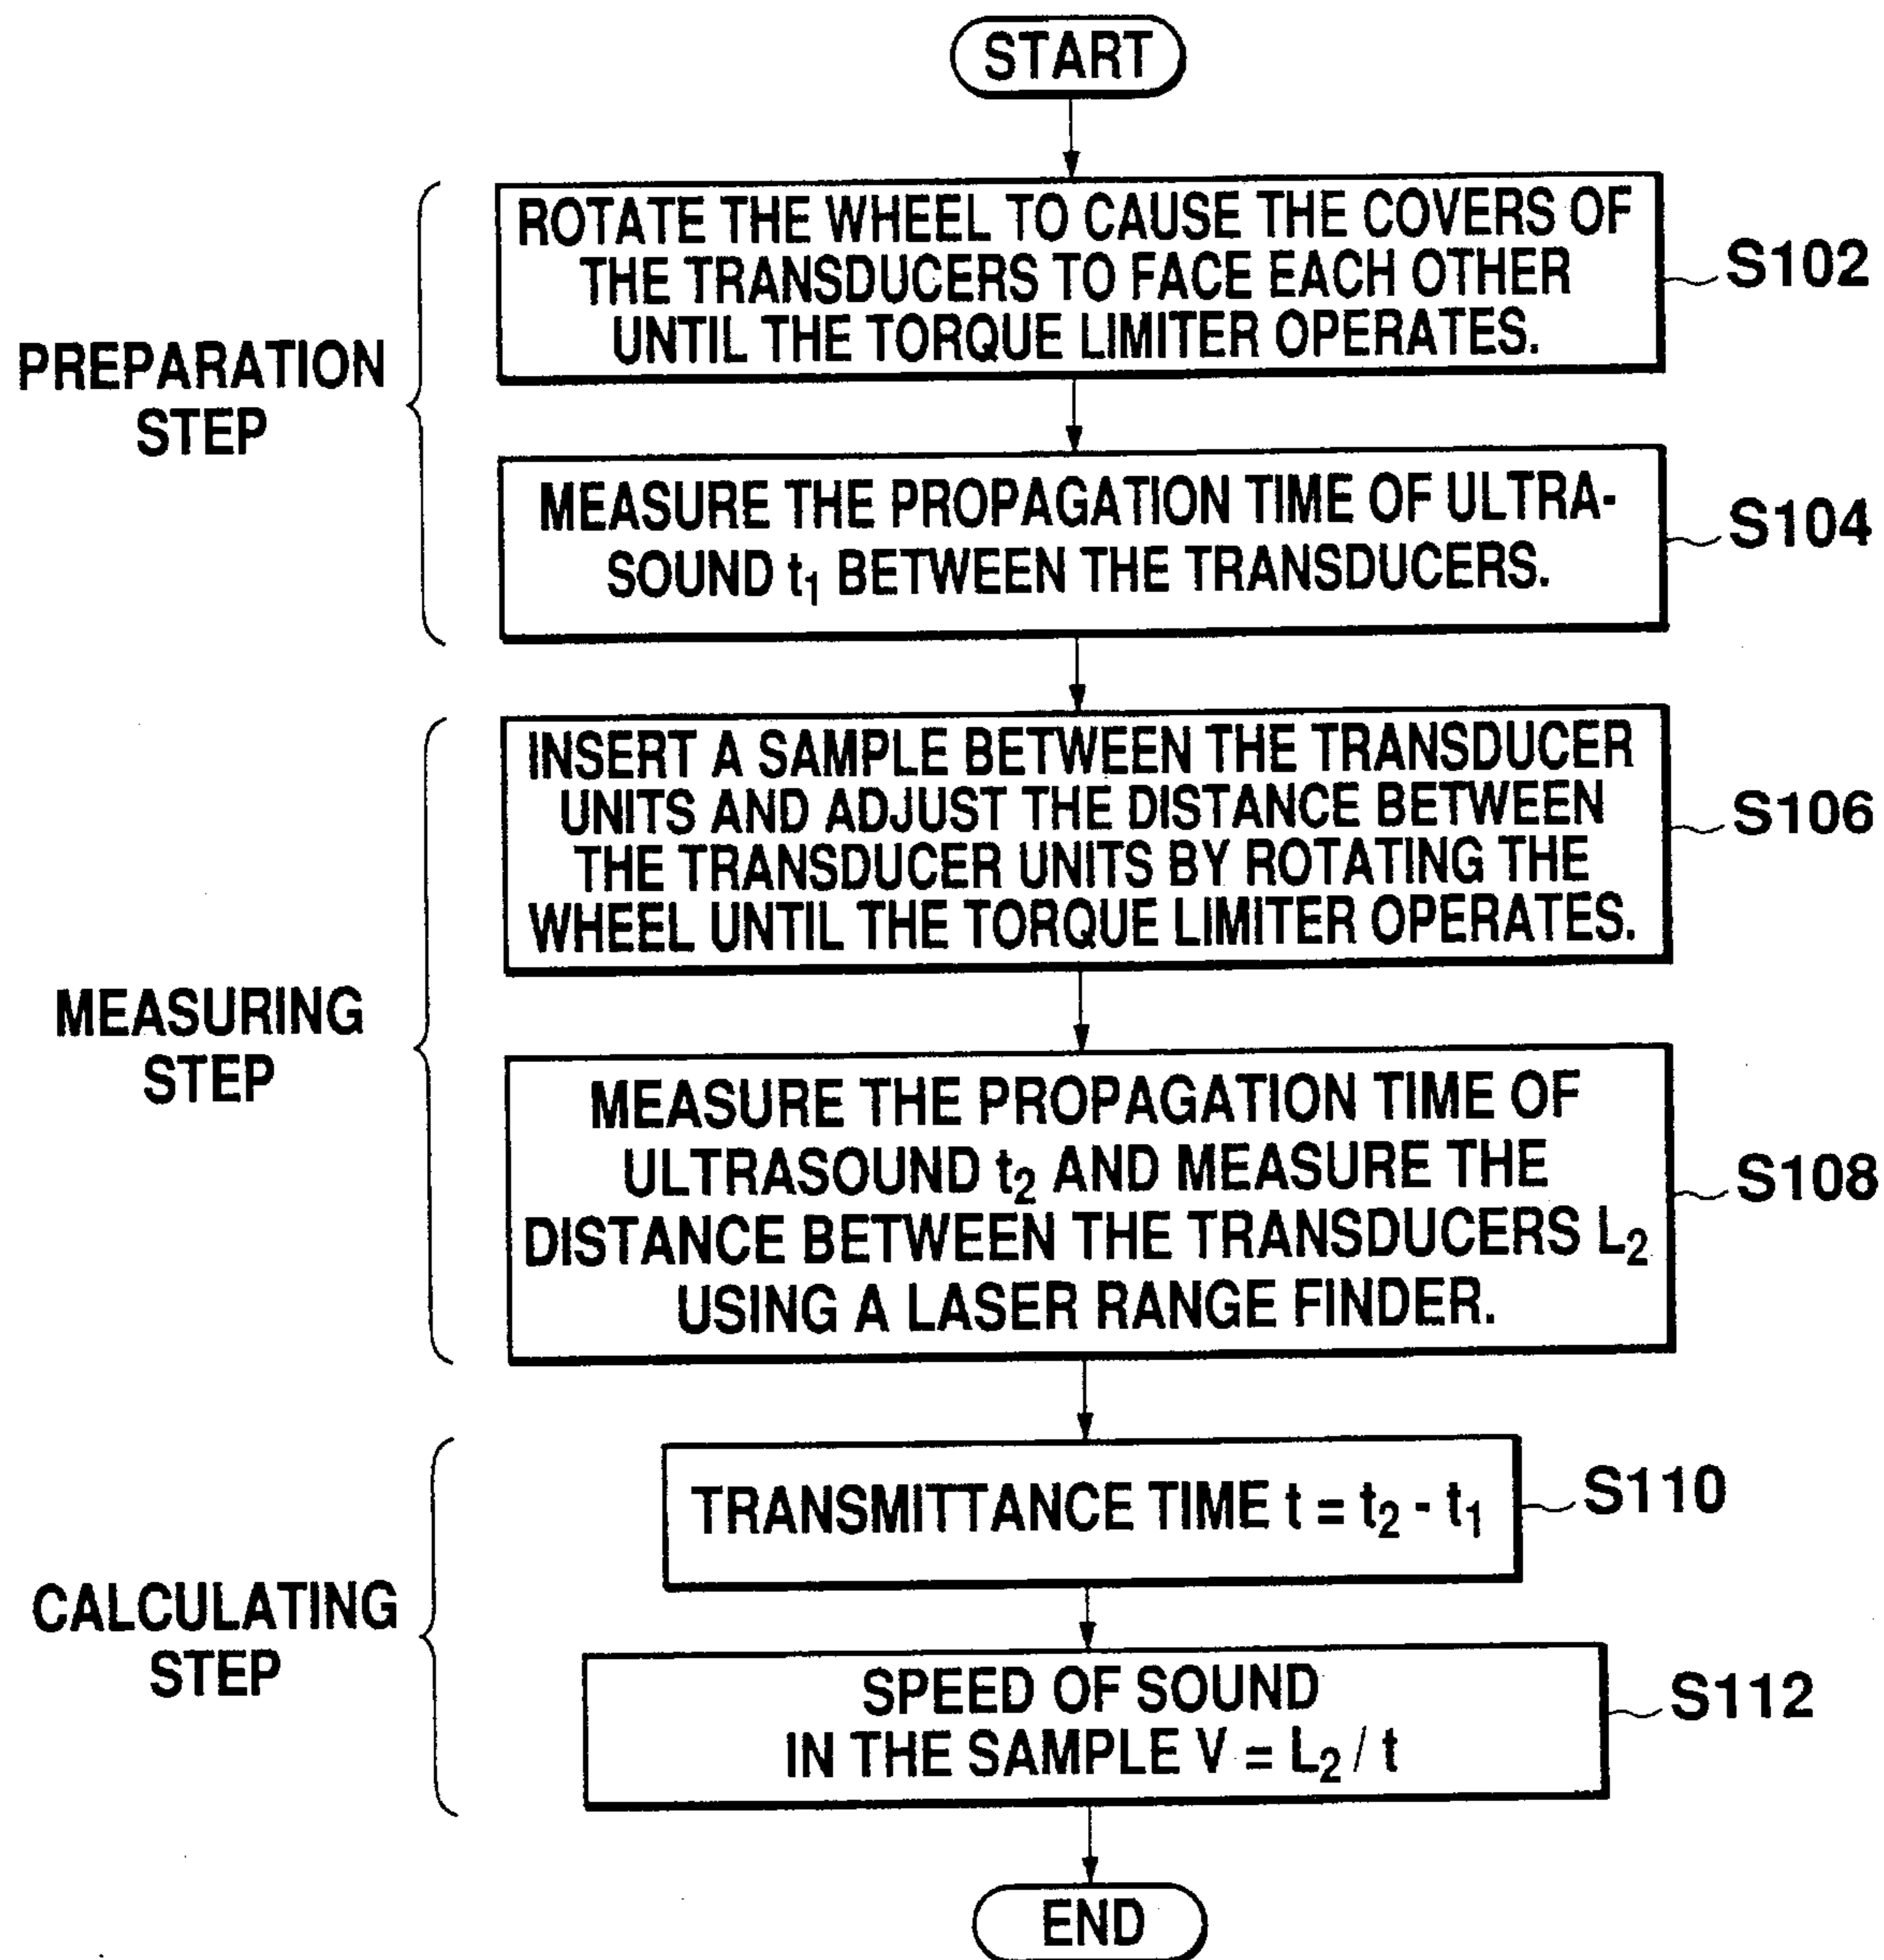 START
PREPARATION
STEP
ROTATE THE WHEEL TO CAUSE THE COVERS OF
THE TRANSDUCERS TO FACE EACH OTHER
UNTIL THE TORQUE LIMITER OPERATES.
S102
MEASURE THE PROPAGATION TIME OF ULTRA-
SOUND t₁ BETWEEN THE TRANSDUCERS.
S104
MEASURING
STEP
INSERT A SAMPLE BETWEEN THE TRANSDUCER
UNITS AND ADJUST THE DISTANCE BETWEEN
THE TRANSDUCER UNITS BY ROTATING THE
WHEEL UNTIL THE TORQUE LIMITER OPERATES.
S106
MEASURE THE PROPAGATION TIME OF
ULTRASOUND t₂ AND MEASURE THE
DISTANCE BETWEEN THE TRANSDUCERS L₂
USING A LASER RANGE FINDER.
S108
CALCULATING
STEP
TRANSMITTANCE TIME t = t₂ - t₁
S110
SPEED OF SOUND
IN THE SAMPLE V = L₂ / t
S112
END